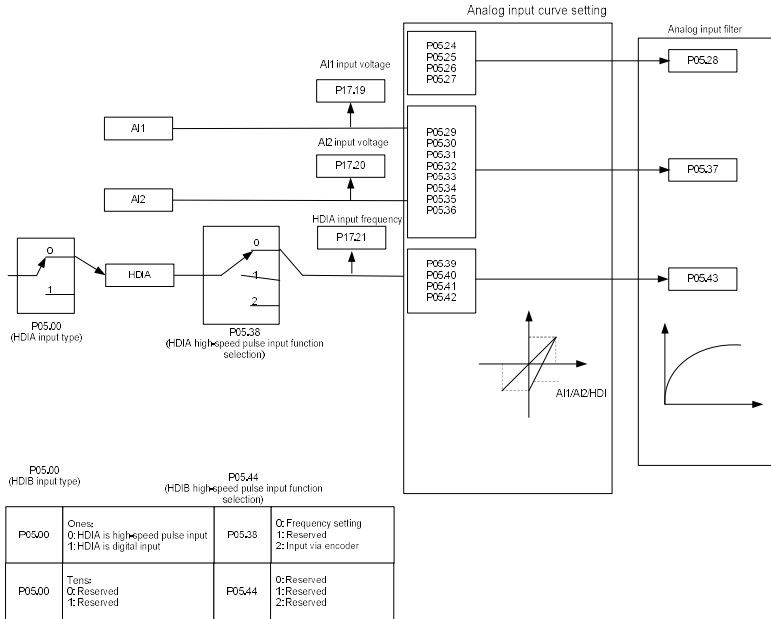 Analog input curve setting
Analog input filter
P05.24
P05.25
P05.26
P05.27
P05.28
AI1 input voltage
P17.19
AI1
P05.29
P05.30
P05.31
P05.32
P05.33
P05.34
P05.35
P05.36
P05.37
AI2 input voltage
P17.20
AI2
HDIA input frequency
P17.21
0
1
HDIA
0
1
2
P05.39
P05.40
P05.41
P05.42
P05.43
P05.00
(HDIA input type)
P05.38
(HDIA high-speed pulse input function
selection)
AI1/AI2/HDI
P05.00
(HDIB input type)
P05.44
(HDIB high-speed pulse input function
selection)
P05.00
Ones:
0: HDIA is high-speed pulse input
1: HDIA is digital input
P05.38
0: Frequency setting
1: Reserved
2: Input via encoder
P05.00
Tens:
0: Reserved
1: Reserved
P05.44
0: Reserved
1: Reserved
2: Reserved